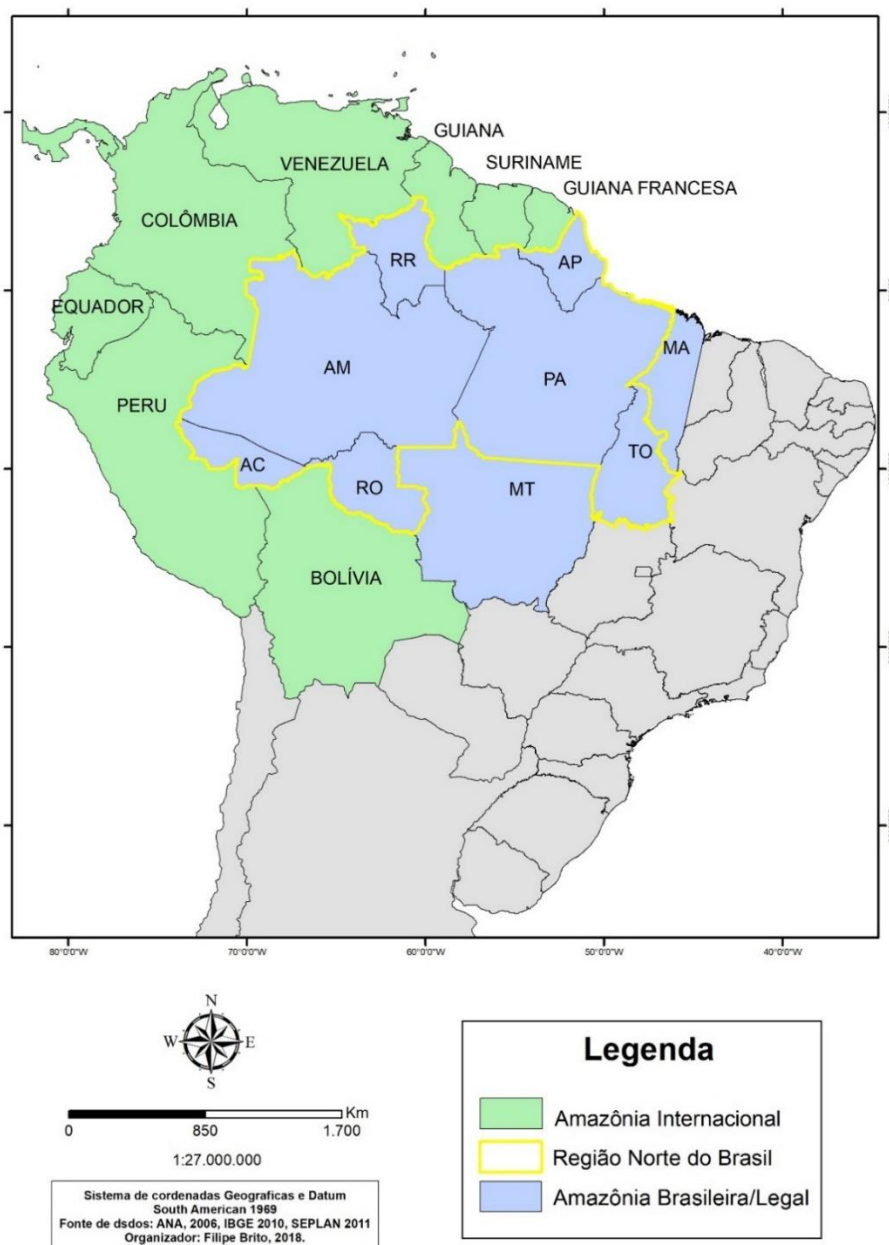 GUIANA
VENEZUELA
SURINAME
GUIANA FRANCESA
COLÔMBIA
RR
AP
EQUADOR
MA
AM
PA
PERU
TO
AC
RO
MT
BOLÍVIA
80°0'0"W 70°0'0"W 60°0'0"W 50°0'0"W 40°0'0"W
N
W E
S
Km
0 850 1.700
1:27.000.000
Sistema de cordenadas Geograficas e Datum
South American 1969
Fonte de dsdos: ANA, 2006, IBGE 2010, SEPLAN 2011
Organizador: Filipe Brito, 2018.
Legenda
Amazônia Internacional
Região Norte do Brasil
Amazônia Brasileira/Legal